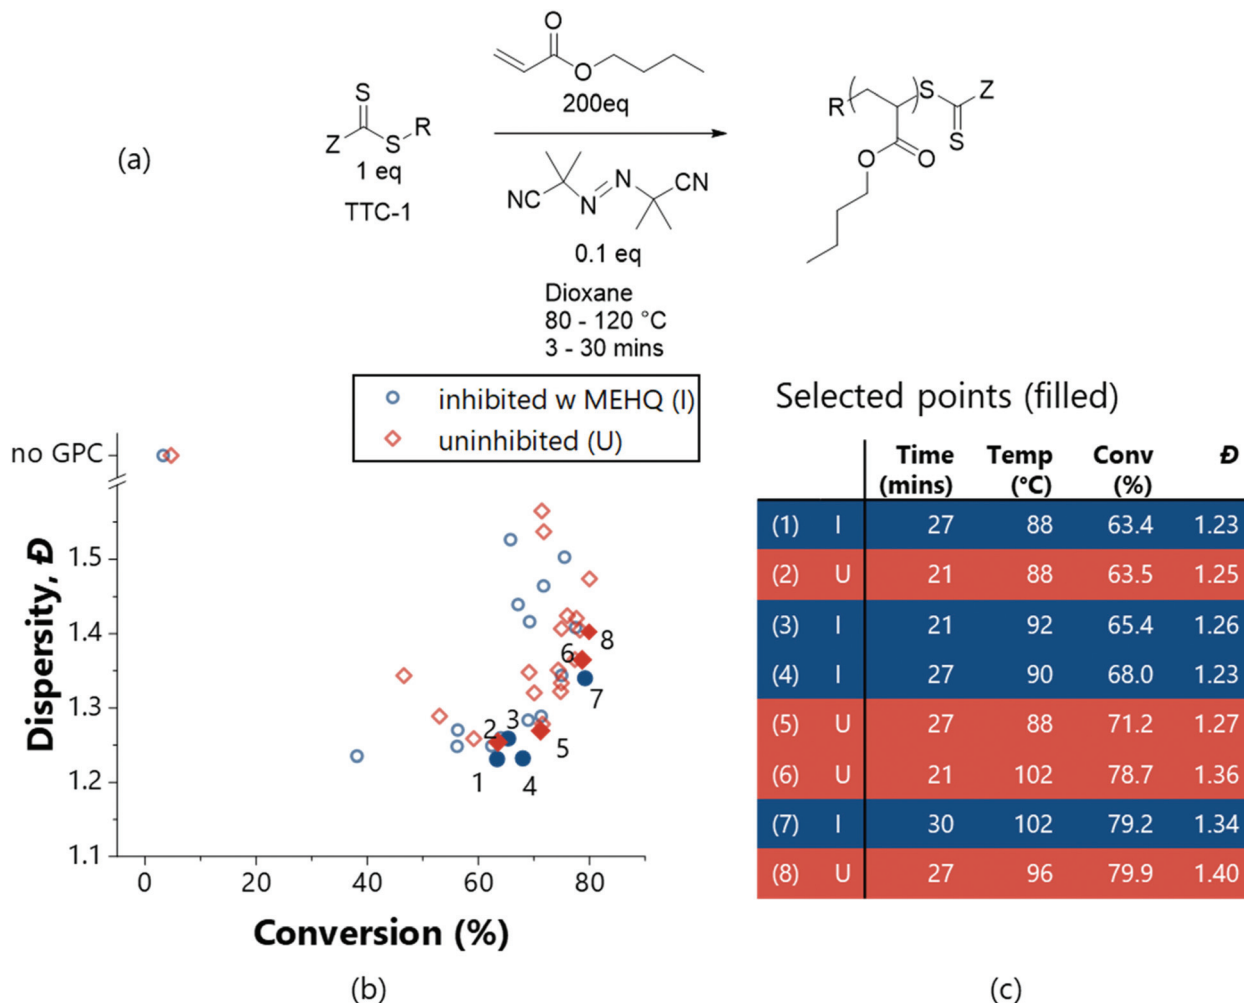 (a)
S
Z
S
R
1 eq
TTC-1
O
O
200eq
NC
N
N
CN
0.1 eq
Dioxane
80 - 120 °C
3 - 30 mins
R
S
Z
S
O
O
inhibited w MEHQ (I)
uninhibited (U)
no GPC
1.5
1.4
1.3
1.2
1.1
Dispersity, Đ
0
20
40
60
80
Conversion (%)
1
2
3
4
5
6
7
8
(b)
Selected points (filled)
Time (mins) Temp (°C) Conv (%) Đ
(1) I 27 88 63.4 1.23
(2) U 21 88 63.5 1.25
(3) I 21 92 65.4 1.26
(4) I 27 90 68.0 1.23
(5) U 27 88 71.2 1.27
(6) U 21 102 78.7 1.36
(7) I 30 102 79.2 1.34
(8) U 27 96 79.9 1.40
(c)